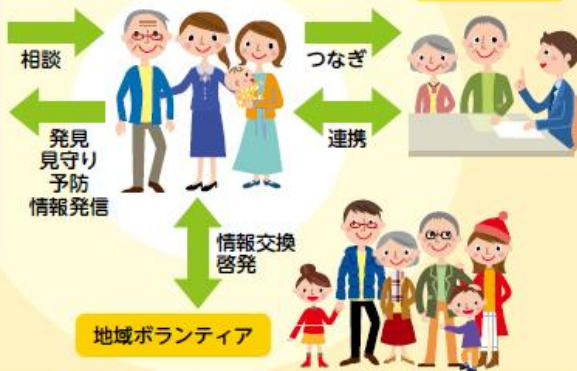 相談
つなぎ
発見
見守り
予防
情報発信
連携
情報交換
啓発
地域ボランティア